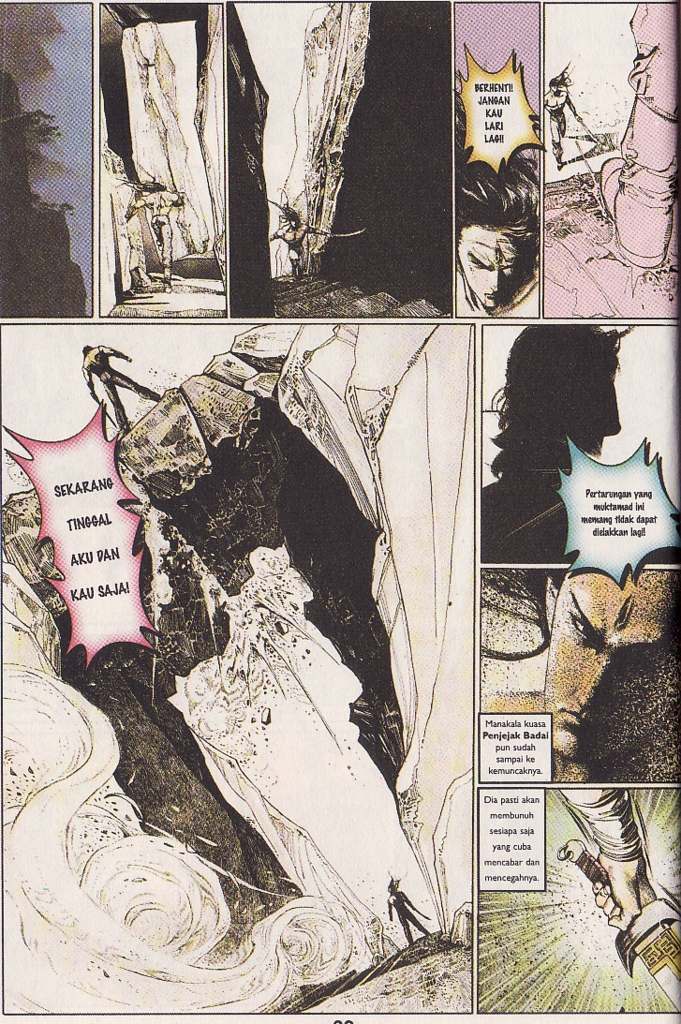 BERHENTI!
JANGAN
KAU
LARI
LAGI!
SEKARANG
TINGGAL
AKU DAN
KAU SAJA!
Pertarungan yang
muktamad ini
memang tidak dapat
dielakkan lagi!
Manakala kuasa
Penjejak Badai
pun sudah
sampai ke
kemuncaknya.
Dia pasti akan
membunuh
sesiapa saja
yang cuba
mencabar dan
mencegahnya.